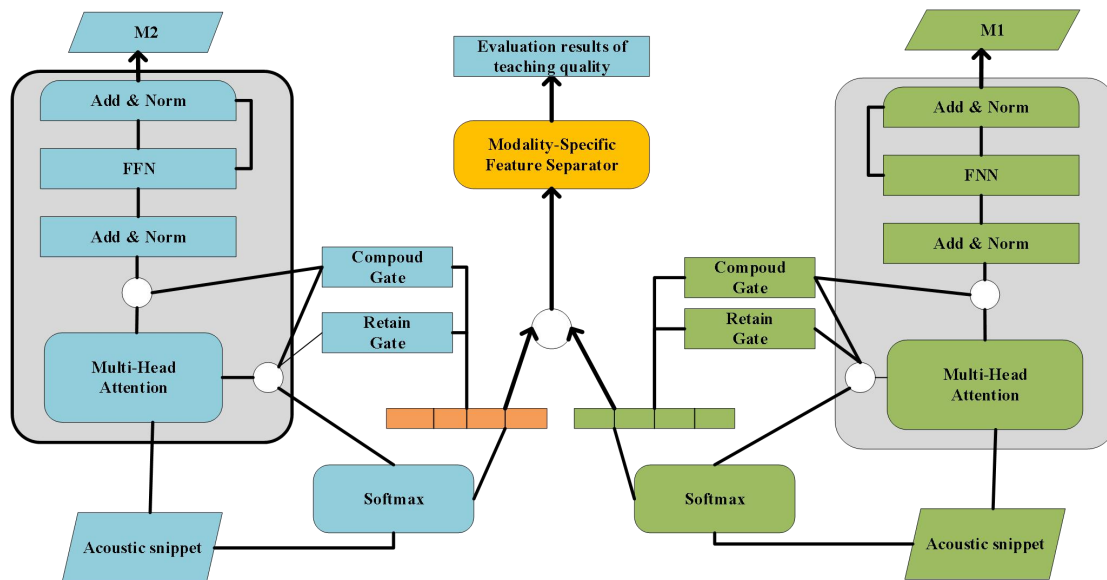 M2
Add & Norm
FFN
Add & Norm
Multi-Head
Attention
Acoustic snippet
Compoud
Gate
Retain
Gate
Softmax
Evaluation results of
teaching quality
Modality-Specific
Feature Separator
Compoud
Gate
Retain
Gate
Softmax
M1
Add & Norm
FNN
Add & Norm
Multi-Head
Attention
Acoustic snippet